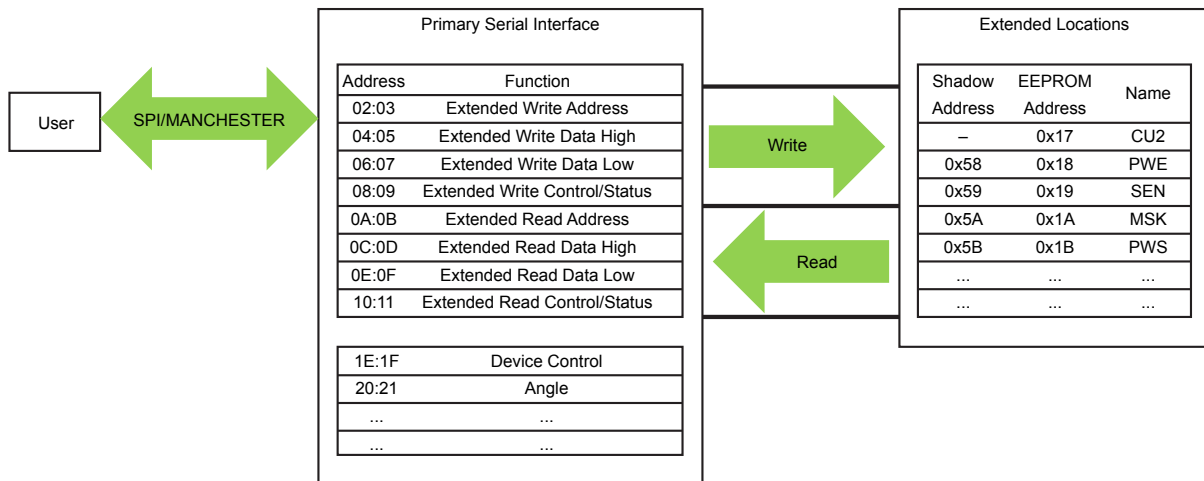 Primary Serial Interface
Extended Locations
User
SPI/MANCHESTER
Address Function
02:03 Extended Write Address
04:05 Extended Write Data High
06:07 Extended Write Data Low
08:09 Extended Write Control/Status
0A:0B Extended Read Address
0C:0D Extended Read Data High
0E:0F Extended Read Data Low
10:11 Extended Read Control/Status
1E:1F Device Control
20:21 Angle
... ...
... ...
Write
Read
Shadow Address EEPROM Address Name
– 0x17 CU2
0x58 0x18 PWE
0x59 0x19 SEN
0x5A 0x1A MSK
0x5B 0x1B PWS
... ... ...
... ... ...